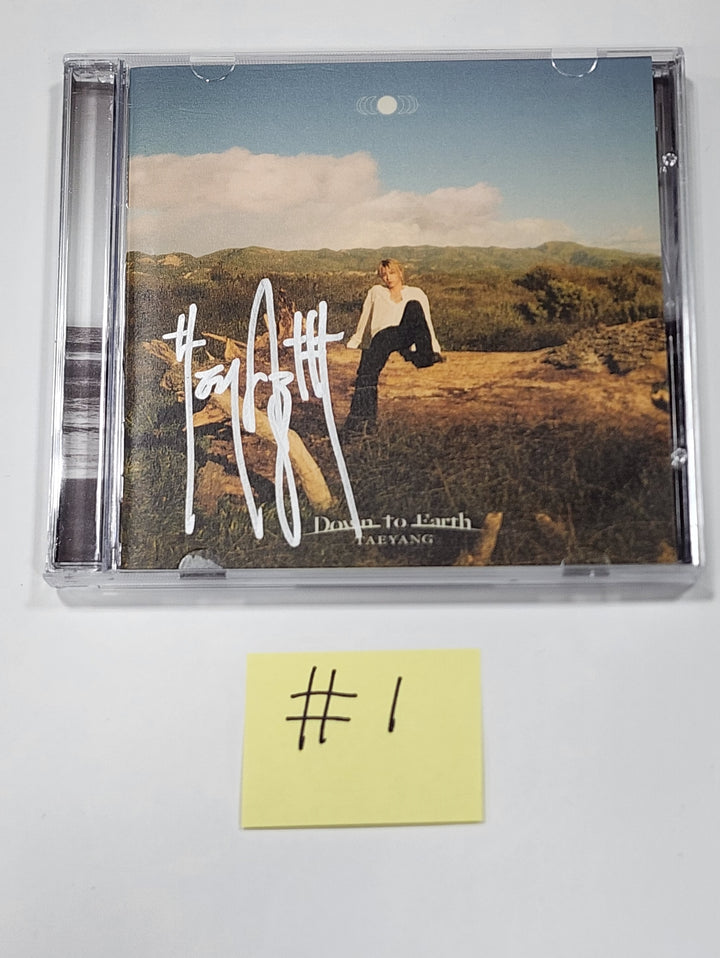 Down to Earth
TAEYANG
# 1